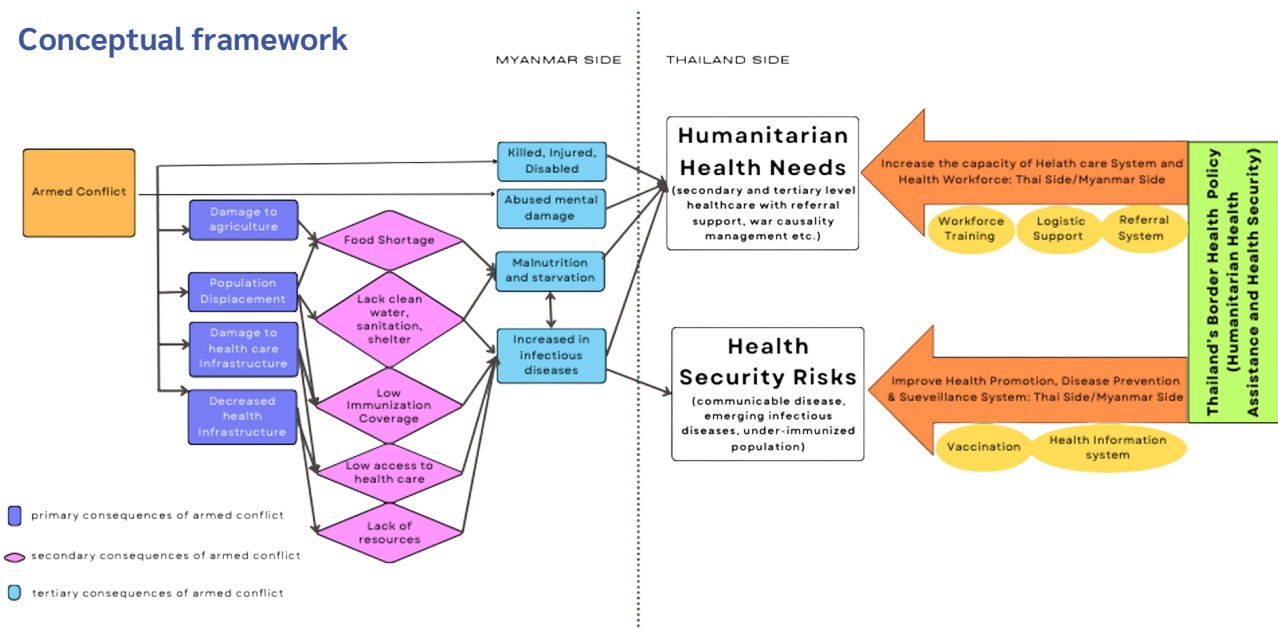 Conceptual framework
MYANMAR SIDE
THAILAND SIDE
Armed Conflict
Damage to
agriculture
Population
Displacement
Damage to
health care
Infrastructure
Decreased
health
Infrastructure
Food Shortage
Lack clean
water,
sanitation,
shelter
Low
Immunization
Coverage
Low access to
health care
Lack of
resources
Killed, Injured,
Disabled
Abused mental
damage
Malnutrition
and starvation
Increased in
infectious
diseases
Humanitarian
Health Needs
(secondary and tertiary level
healthcare with referral
support, war causality
management etc.)
Health
Security Risks
(communicable disease,
emerging infectious
diseases, under-immunized
population)
Increase the capacity of Helath care System and
Health Workforce: Thai Side/Myanmar Side
Workforce
Training
Logistic
Support
Referral
System
Improve Health Promotion, Disease Prevention
& Sueveillance System: Thai Side/Myanmar Side
Vaccination
Health Information
system
Thailand's Border Health Policy
(Humanitarian Health
Assistance and Health Security)
primary consequences of armed conflict
secondary consequences of armed conflict
tertiary consequences of armed conflict